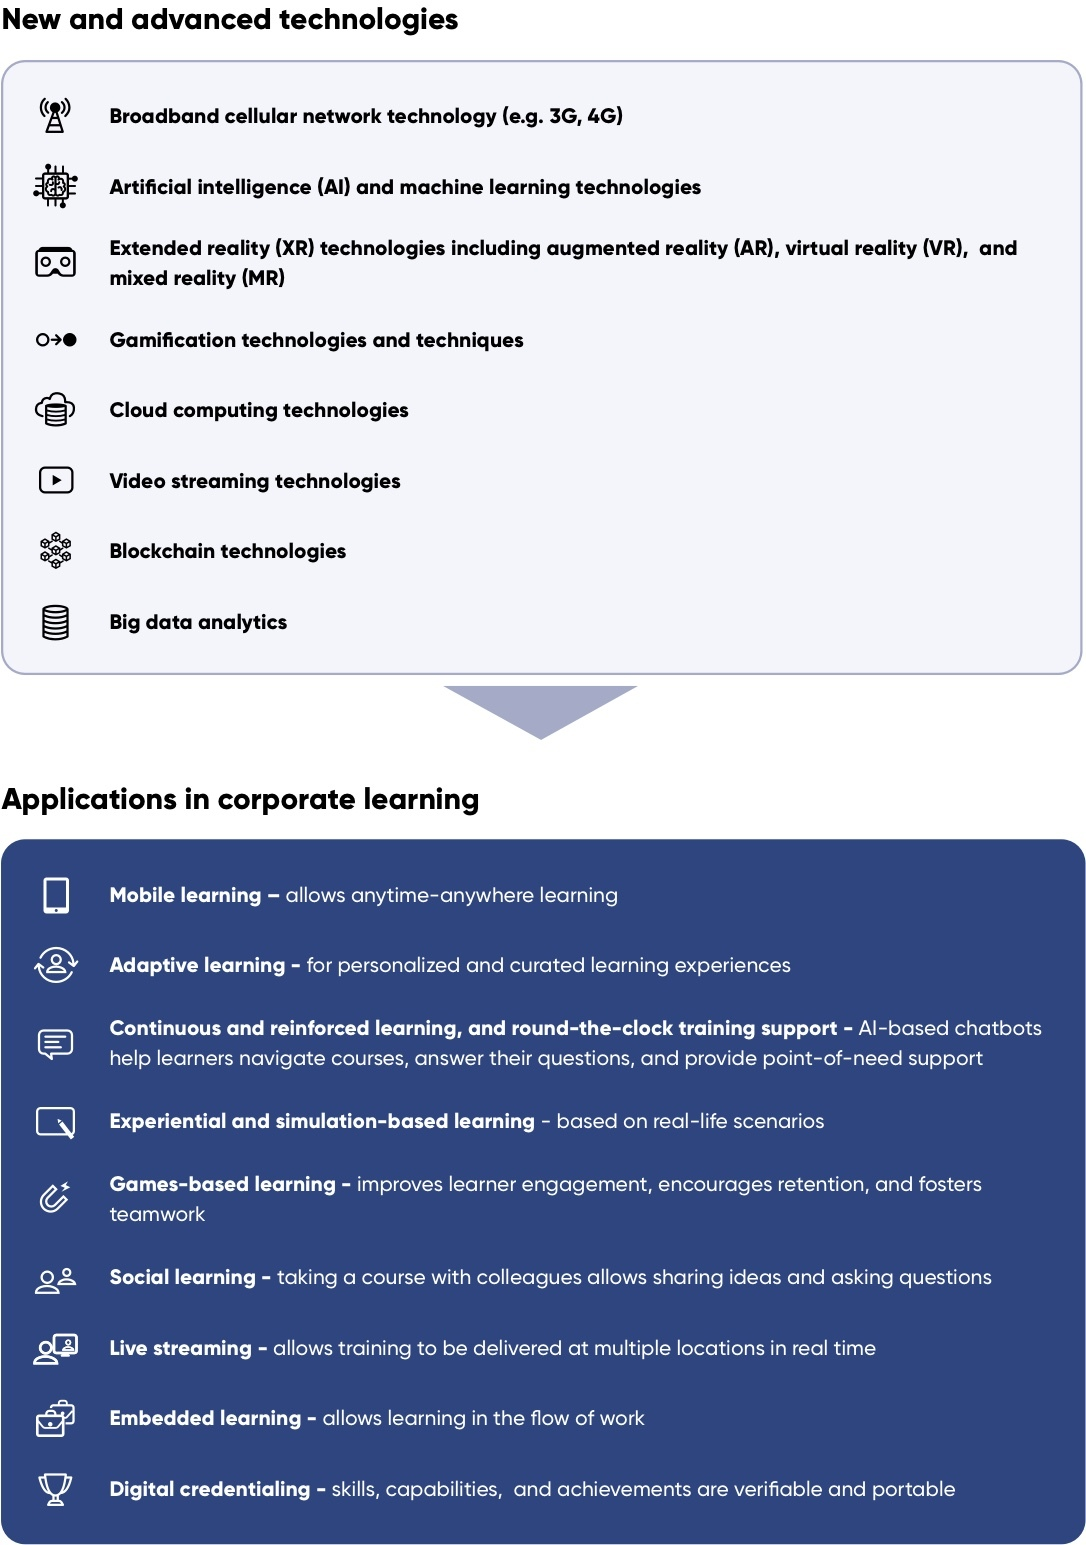 New and advanced technologies
Broadband cellular network technology (e.g. 3G, 4G)
Artificial intelligence (AI) and machine learning technologies
Extended reality (XR) technologies including augmented reality (AR), virtual reality (VR),  and
mixed reality (MR)
Gamification technologies and techniques
Cloud computing technologies
Video streaming technologies
Blockchain technologies
Big data analytics
Applications in corporate learning
Mobile learning – allows anytime-anywhere learning
Adaptive learning - for personalized and curated learning experiences
Continuous and reinforced learning, and round-the-clock training support - AI-based chatbots
help learners navigate courses, answer their questions, and provide point-of-need support
Experiential and simulation-based learning - based on real-life scenarios
Games-based learning - improves learner engagement, encourages retention, and fosters
teamwork
Social learning - taking a course with colleagues allows sharing ideas and asking questions
Live streaming - allows training to be delivered at multiple locations in real time
Embedded learning - allows learning in the flow of work
Digital credentialing - skills, capabilities,  and achievements are verifiable and portable